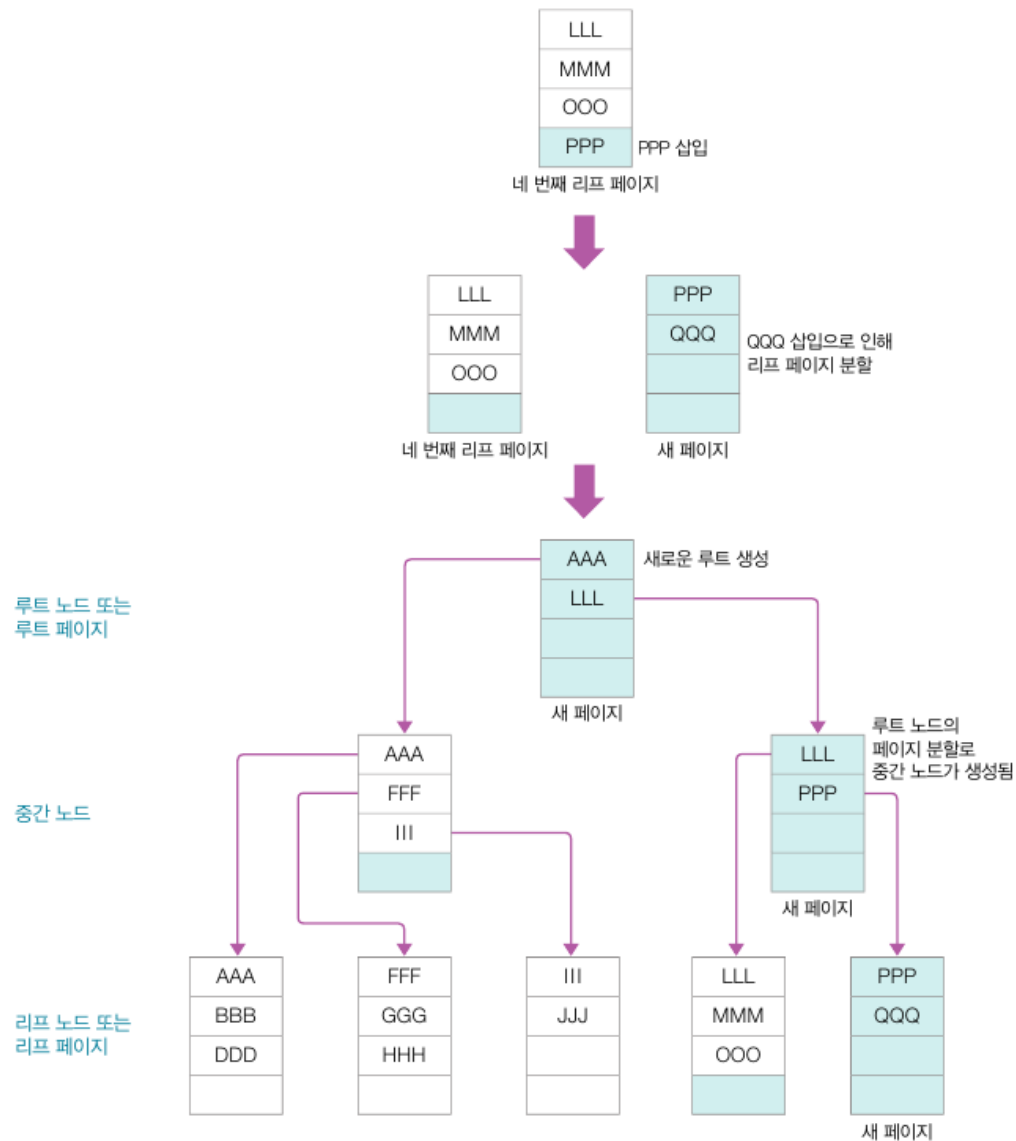 LLL
MMM
OOO
PPP
PPP 삽입
네 번째 리프 페이지
LLL
MMM
OOO
네 번째 리프 페이지
PPP
QQQ
QQQ 삽입으로 인해
리프 페이지 분할
새 페이지
루트 노드 또는
루트 페이지
AAA
LLL
새로운 루트 생성
새 페이지
중간 노드
AAA
FFF
III
LLL
PPP
루트 노드의
페이지 분할로
중간 노드가 생성됨
새 페이지
리프 노드 또는
리프 페이지
AAA
BBB
DDD
FFF
GGG
HHH
III
JJJ
LLL
MMM
OOO
PPP
QQQ
새 페이지